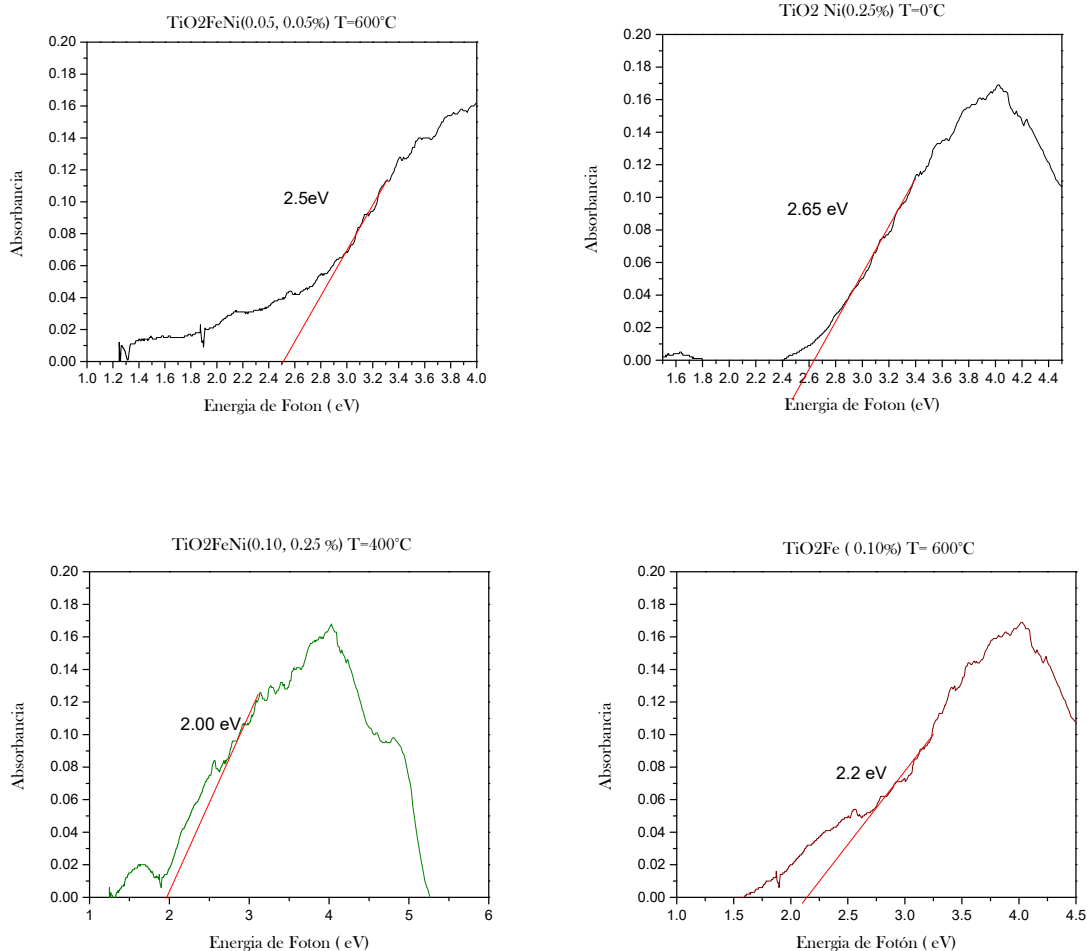 TiO2FeNi(0.05, 0.05%) T=600°C
0.20
0.18
0.16
0.14
0.12
0.10
0.08
0.06
0.04
0.02
0.00
Absorbancia
2.5eV
1.0 1.2 1.4 1.6 1.8 2.0 2.2 2.4 2.6 2.8 3.0 3.2 3.4 3.6 3.8 4.0
Energia de Foton ( eV)
TiO2 Ni(0.25%) T=0°C
0.20
0.18
0.16
0.14
0.12
0.10
0.08
0.06
0.04
0.02
0.00
Absorbancia
2.65 eV
1.6 1.8 2.0 2.2 2.4 2.6 2.8 3.0 3.2 3.4 3.6 3.8 4.0 4.2 4.4
Energia de Foton (eV)
TiO2FeNi(0.10, 0.25 %) T=400°C
0.20
0.18
0.16
0.14
0.12
0.10
0.08
0.06
0.04
0.02
0.00
Absorbancia
2.00 eV
1 2 3 4 5 6
Energia de Foton ( eV)
TiO2Fe ( 0.10%) T= 600°C
0.20
0.18
0.16
0.14
0.12
0.10
0.08
0.06
0.04
0.02
0.00
Absorbancia
2.2 eV
1.0 1.5 2.0 2.5 3.0 3.5 4.0 4.5
Energia de Fotón ( eV)